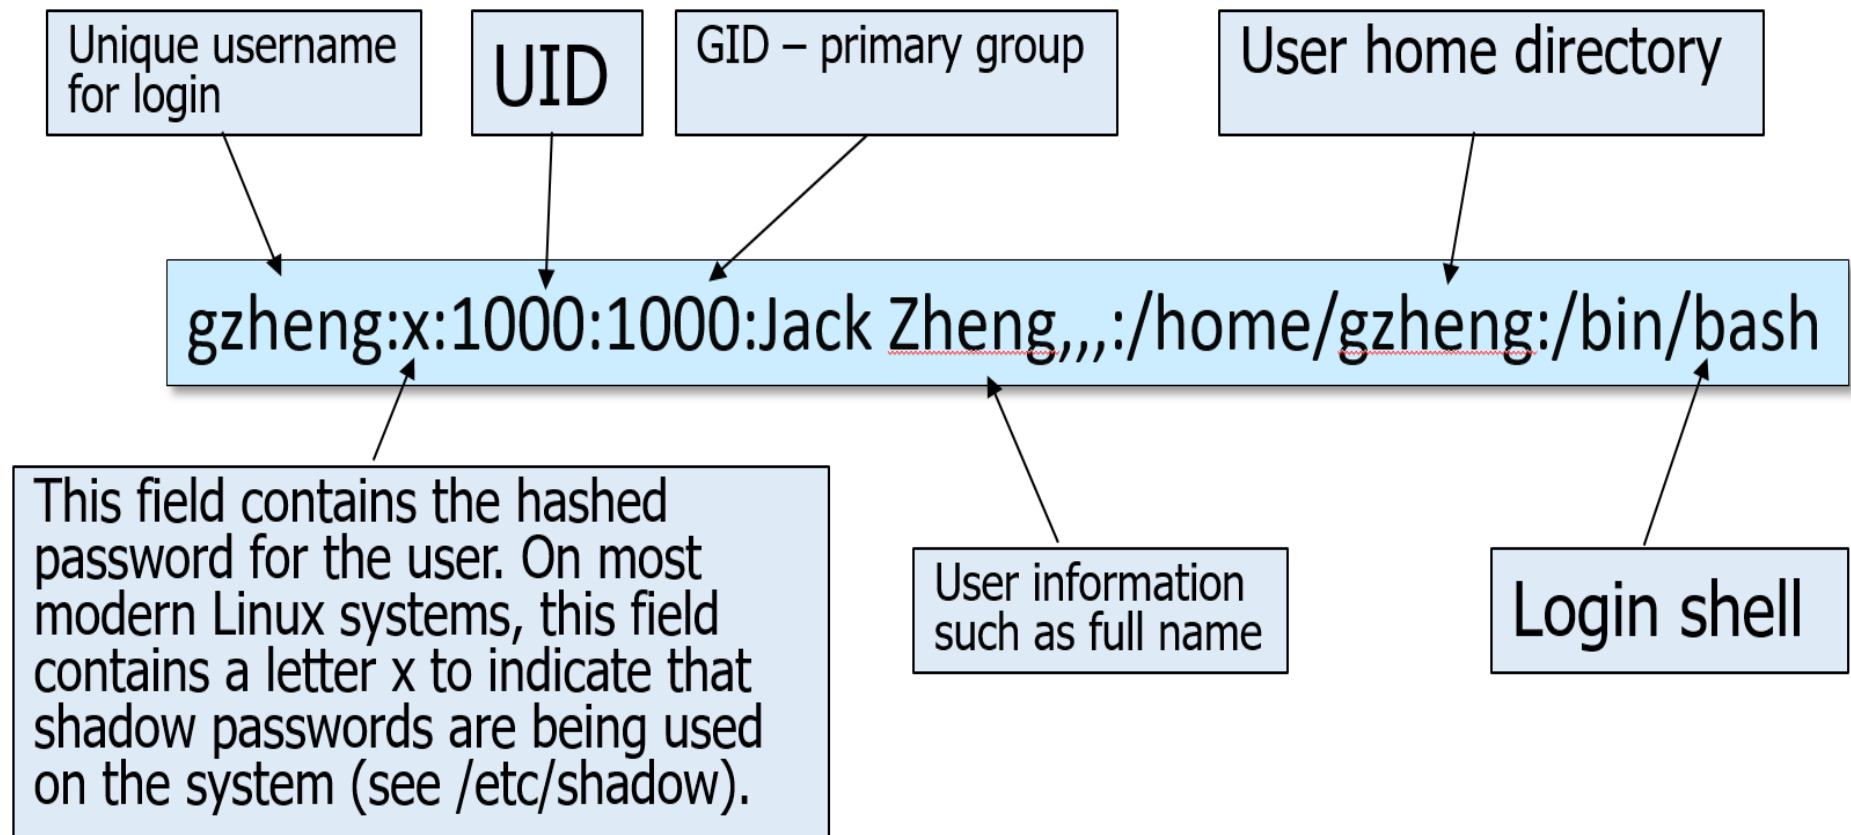 Unique username
for login
UID
GID – primary group
User home directory
gzheng:x:1000:1000:Jack Zheng,,,:/home/gzheng:/bin/bash
This field contains the hashed
password for the user. On most
modern Linux systems, this field
contains a letter x to indicate that
shadow passwords are being used
on the system (see /etc/shadow).
User information
such as full name
Login shell